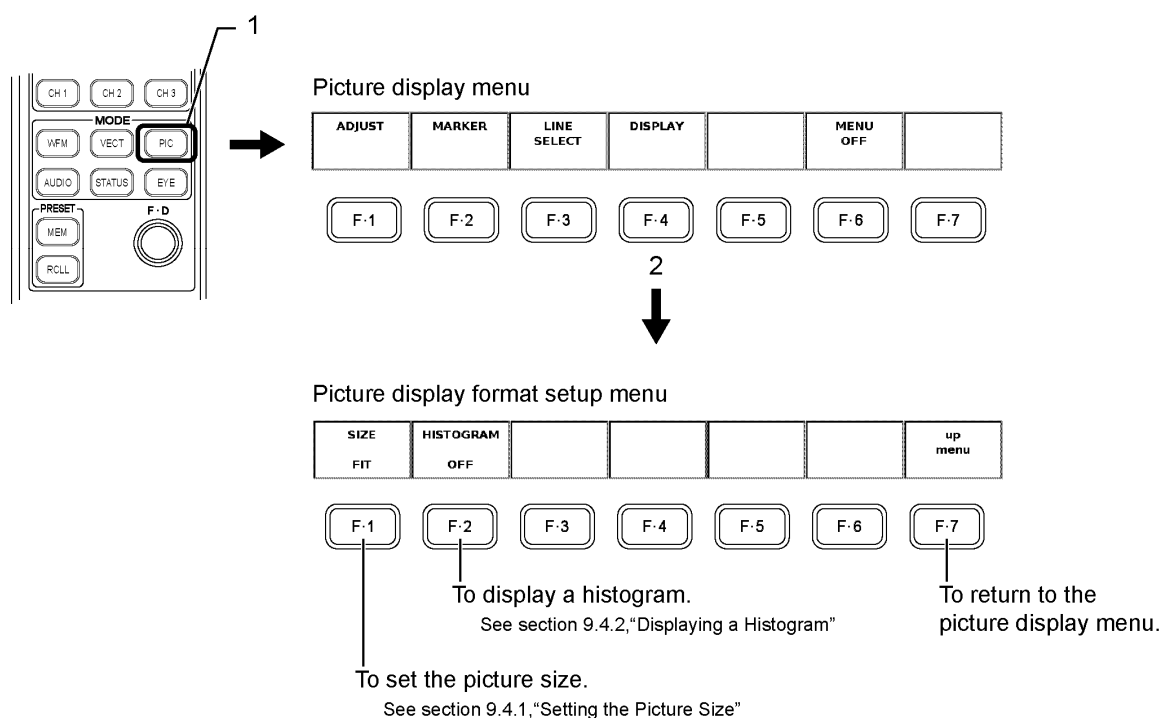 1
CH 1 CH 2 CH 3
MODE
WFM VECT PIC
AUDIO STATUS EYE
PRESET F·D
MEM
RCLL
Picture display menu
ADJUST MARKER LINE SELECT DISPLAY MENU OFF
F·1 F·2 F·3 F·4 F·5 F·6 F·7
2
Picture display format setup menu
SIZE HISTOGRAM up menu
FIT OFF
F·1 F·2 F·3 F·4 F·5 F·6 F·7
To display a histogram.
See section 9.4.2,“Displaying a Histogram”
To return to the
picture display menu.
To set the picture size.
See section 9.4.1,“Setting the Picture Size”